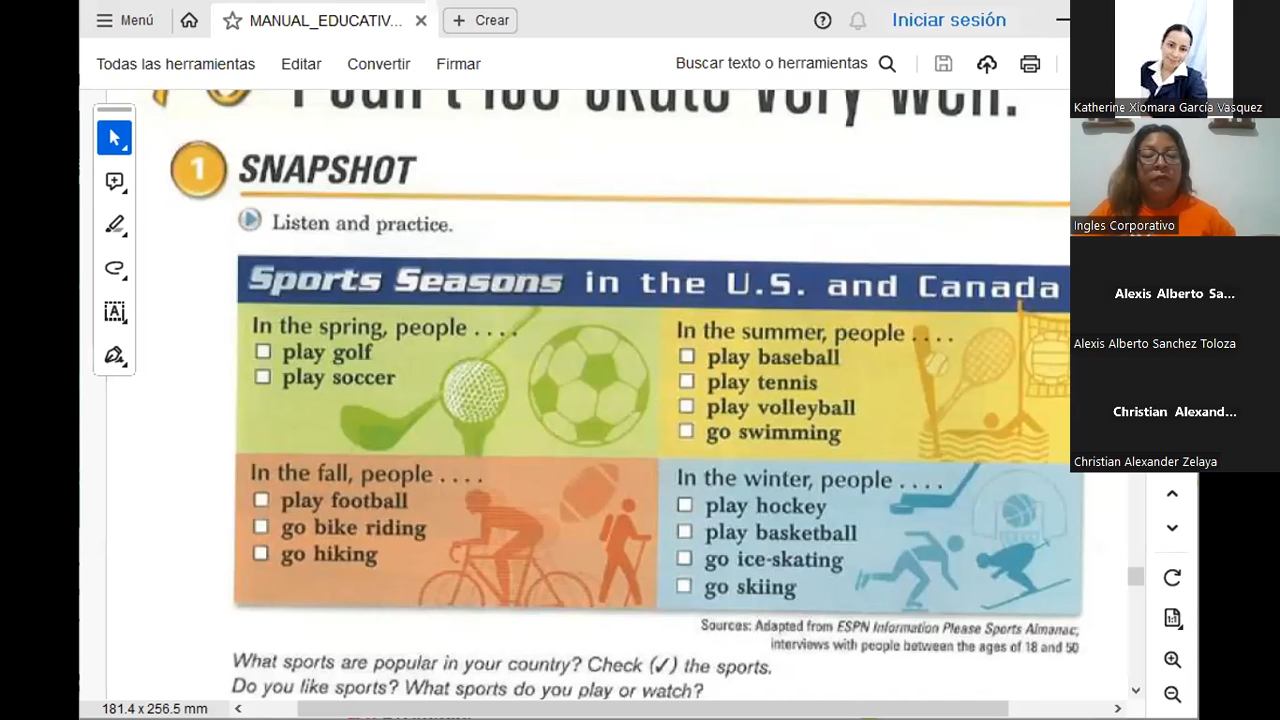 Menú
MANUAL_EDUCATIV...
Crear
Iniciar sesión
Todas las herramientas
Editar
Convertir
Firmar
Buscar texto o herramientas
I can't ice-skate very well.
1 SNAPSHOT
Listen and practice.
Sports Seasons in the U.S. and Canada
In the spring, people . . . .
play golf
play soccer
In the summer, people . . . .
play baseball
play tennis
play volleyball
go swimming
In the fall, people . . . .
play football
go bike riding
go hiking
In the winter, people . . . .
play hockey
play basketball
go ice-skating
go skiing
Sources: Adapted from ESPN Information Please Sports Almanac;
interviews with people between the ages of 18 and 50
What sports are popular in your country? Check (✓) the sports.
Do you like sports? What sports do you play or watch?
181.4 x 256.5 mm
Katherine Xiomara García Vasquez
Ingles Corporativo
Alexis Alberto Sa...
Alexis Alberto Sanchez Toloza
Christian Alexand...
Christian Alexander Zelaya